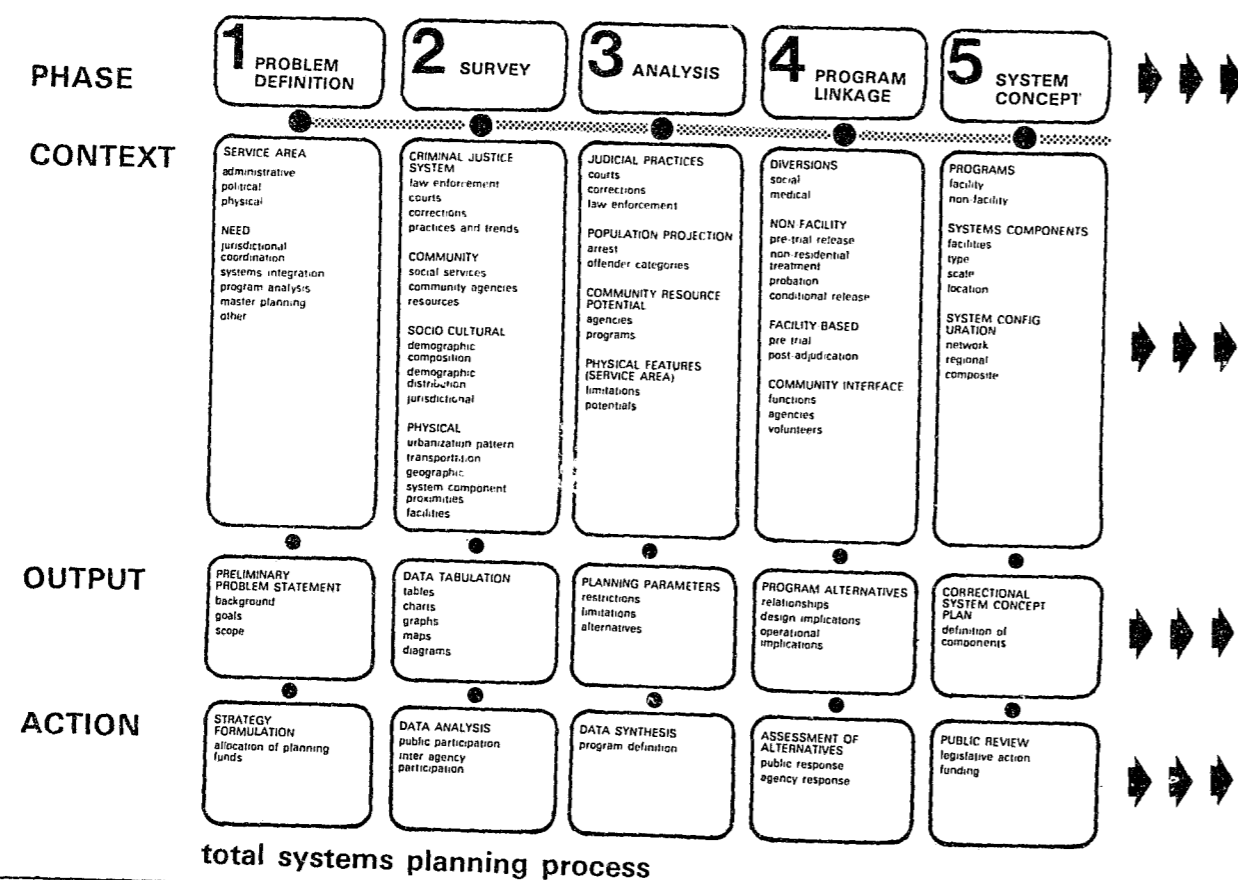 PHASE
1 PROBLEM
DEFINITION
2 SURVEY
3 ANALYSIS
4 PROGRAM
LINKAGE
5 SYSTEM
CONCEPT
CONTEXT
SERVICE AREA
administrative
political
physical
NEED
jurisdictional
coordination
systems integration
program analysis
master planning
other
CRIMINAL JUSTICE
SYSTEM
law enforcement
courts
corrections
practices and trends
COMMUNITY
social services
community agencies
resources
SOCIO CULTURAL
demographic
composition
demographic
distribution
jurisdictional
PHYSICAL
urbanization pattern
transportation
geographic
system component
proximities
facilities
JUDICIAL PRACTICES
courts
corrections
law enforcement
POPULATION PROJECTION
arrest
offender categories
COMMUNITY RESOURCE
POTENTIAL
agencies
programs
PHYSICAL FEATURES
(SERVICE AREA)
limitations
potentials
DIVERSIONS
social
medical
NON FACILITY
pre-trial release
non-residential
treatment
probation
conditional release
FACILITY BASED
pre trial
post-adjudication
COMMUNITY INTERFACE
functions
agencies
volunteers
PROGRAMS
facility
non-facility
SYSTEMS COMPONENTS
facilities
type
scale
location
SYSTEM CONFIG
URATION
network
regional
composite
OUTPUT
PRELIMINARY
PROBLEM STATEMENT
background
goals
scope
DATA TABULATION
tables
charts
graphs
maps
diagrams
PLANNING PARAMETERS
restrictions
limitations
alternatives
PROGRAM ALTERNATIVES
relationships
design implicatons
operational
implications
CORRECTIONAL
SYSTEM CONCEPT
PLAN
definition of
components
ACTION
STRATEGY
FORMULATION
allocation of planning
funds
DATA ANALYSIS
public participation
inter agency
participation
DATA SYNTHESIS
program definition
ASSESSMENT OF
ALTERNATIVES
public response
agency response
PUBLIC REVIEW
legislative action
funding
total systems planning process